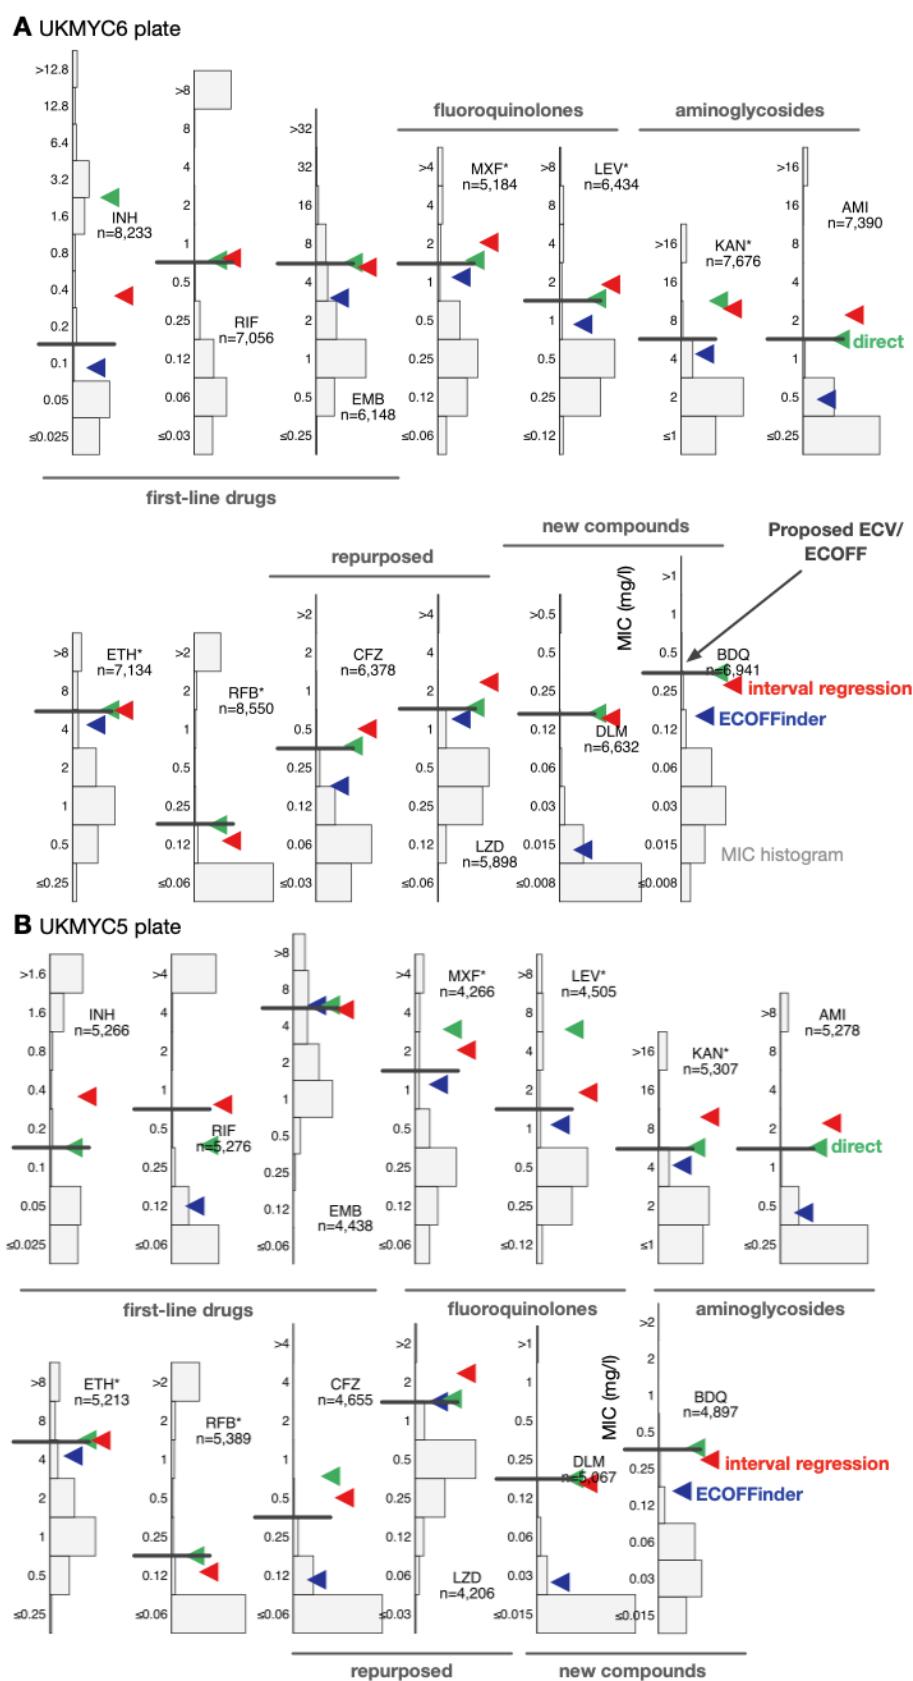 A UKMYC6 plate
fluoroquinolones
aminoglycosides
>12.8
12.8
6.4
3.2
1.6
0.8
0.4
0.2
0.1
0.05
≤0.025
INH
n=8,233
>8
8
4
2
1
0.5
0.25
0.12
0.06
≤0.03
RIF
n=7,056
>32
32
16
8
4
2
1
0.5
≤0.25
EMB
n=6,148
>4
4
2
1
0.5
0.25
0.12
≤0.06
MXF*
n=5,184
>8
8
4
2
1
0.5
0.25
≤0.12
LEV*
n=6,434
>16
16
8
4
2
≤1
KAN*
n=7,676
>16
16
8
4
2
1
0.5
≤0.25
AMI
n=7,390
direct
first-line drugs
repurposed
new compounds
Proposed ECV/
ECOFF
>8
8
4
2
1
0.5
≤0.25
ETH*
n=7,134
>2
2
1
0.5
0.25
0.12
≤0.06
RFB*
n=8,550
>2
2
1
0.5
0.25
0.12
0.06
≤0.03
CFZ
n=6,378
>4
4
2
1
0.5
0.25
0.12
≤0.06
LZD
n=5,898
>0.5
0.5
0.25
0.12
0.06
0.03
0.015
≤0.008
DLM
n=6,632
MIC (mg/l)
>1
1
0.5
0.25
0.12
0.06
0.03
0.015
≤0.008
BDQ
n=6,941
interval regression
ECOFFinder
MIC histogram
B UKMYC5 plate
>1.6
1.6
0.8
0.4
0.2
0.1
0.05
≤0.025
INH
n=5,266
>4
4
2
1
0.5
0.25
0.12
≤0.06
RIF
n=5,276
>8
8
4
2
1
0.5
0.25
0.12
≤0.06
EMB
n=4,438
>4
4
2
1
0.5
0.25
0.12
≤0.06
MXF*
n=4,266
>8
8
4
2
1
0.5
0.25
≤0.12
LEV*
n=4,505
>16
16
8
4
2
≤1
KAN*
n=5,307
>8
8
4
2
1
0.5
≤0.25
AMI
n=5,278
direct
first-line drugs
fluoroquinolones
aminoglycosides
>8
8
4
2
1
0.5
≤0.25
ETH*
n=5,213
>2
2
1
0.5
0.25
0.12
≤0.06
RFB*
n=5,389
>4
4
2
1
0.5
0.25
0.12
≤0.06
CFZ
n=4,655
>2
2
1
0.5
0.25
0.12
0.06
≤0.03
LZD
n=4,206
>1
1
0.5
0.25
0.12
0.06
0.03
≤0.015
DLM
n=5,067
MIC (mg/l)
>2
2
1
0.5
0.25
0.12
0.06
0.03
≤0.015
BDQ
n=4,897
interval regression
ECOFFinder
repurposed
new compounds